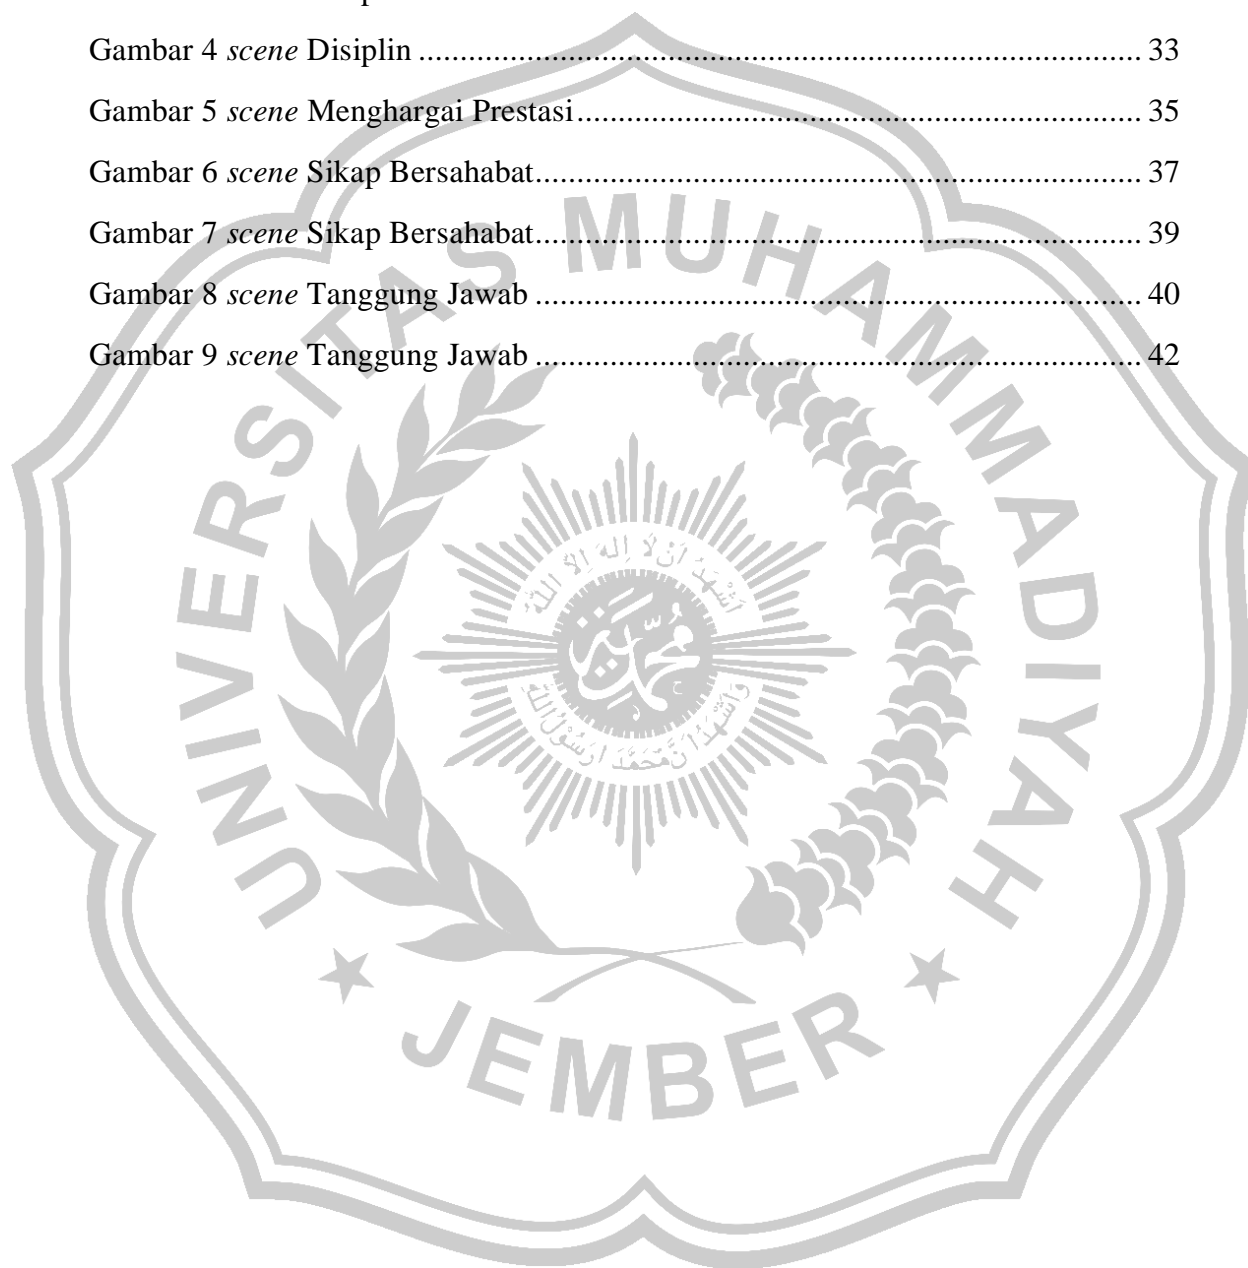 Gambar 4 scene Disiplin ........................................................................................ 33
Gambar 5 scene Menghargai Prestasi..................................................................... 35
Gambar 6 scene Sikap Bersahabat.......................................................................... 37
Gambar 7 scene Sikap Bersahabat.......................................................................... 39
Gambar 8 scene Tanggung Jawab .......................................................................... 40
Gambar 9 scene Tanggung Jawab .......................................................................... 42
UNIVERSITAS MUHAMMADIYAH
JEMBER